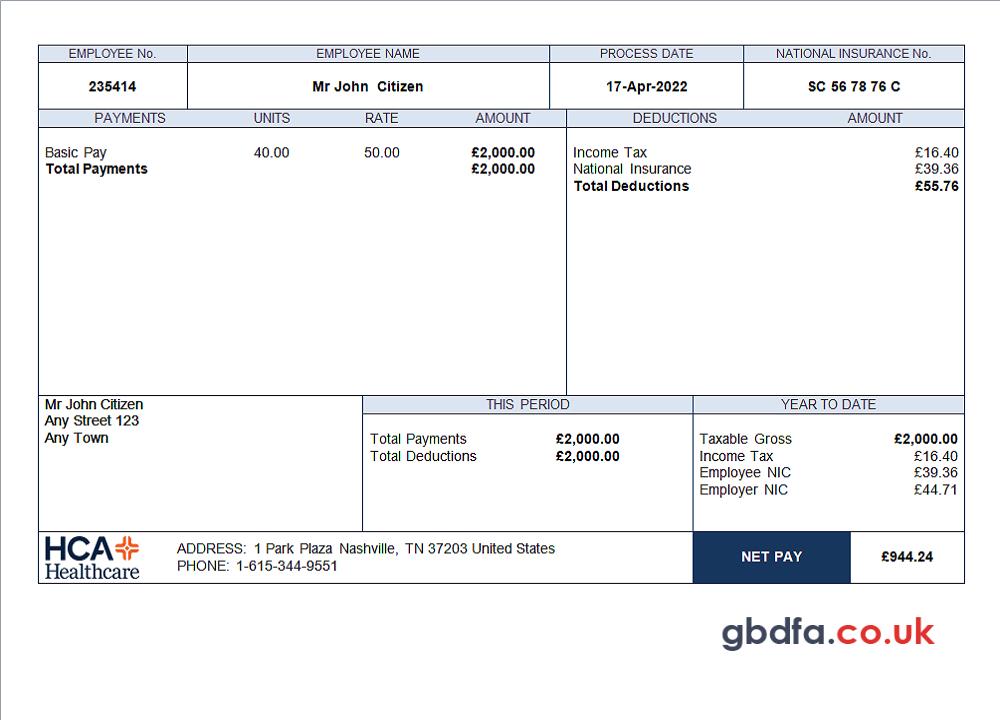 EMPLOYEE No. EMPLOYEE NAME PROCESS DATE NATIONAL INSURANCE No.
235414 Mr John Citizen 17-Apr-2022 SC 56 78 76 C
PAYMENTS UNITS RATE AMOUNT DEDUCTIONS AMOUNT
Basic Pay 40.00 50.00 £2,000.00 Income Tax £16.40
Total Payments £2,000.00 National Insurance £39.36
Total Deductions £55.76
Mr John Citizen
Any Street 123
Any Town
THIS PERIOD
Total Payments £2,000.00
Total Deductions £2,000.00
YEAR TO DATE
Taxable Gross £2,000.00
Income Tax £16.40
Employee NIC £39.36
Employer NIC £44.71
HCA
Healthcare
ADDRESS: 1 Park Plaza Nashville, TN 37203 United States
PHONE: 1-615-344-9551
NET PAY £944.24
gbdfa.co.uk